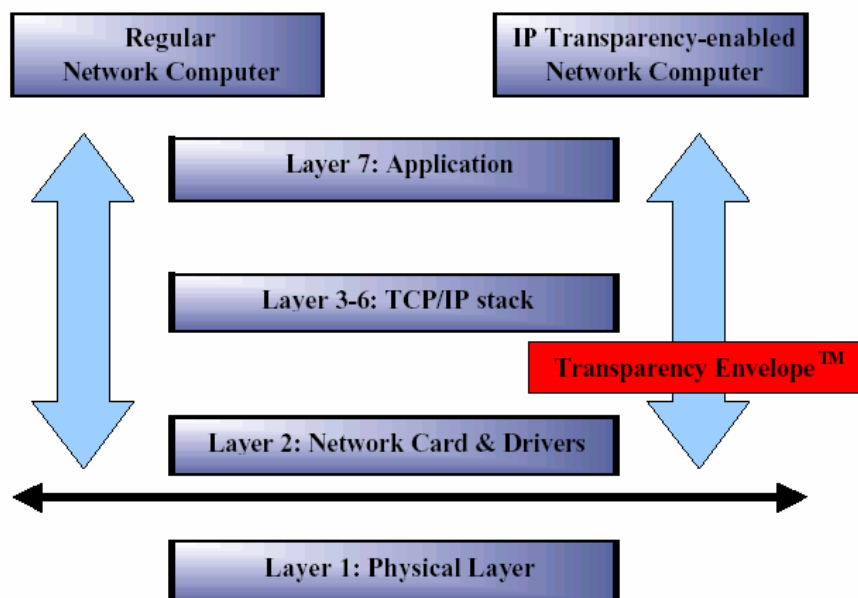 Regular
Network Computer
IP Transparency-enabled
Network Computer
Layer 7: Application
Layer 3-6: TCP/IP stack
Transparency Envelope™
Layer 2: Network Card & Drivers
Layer 1: Physical Layer